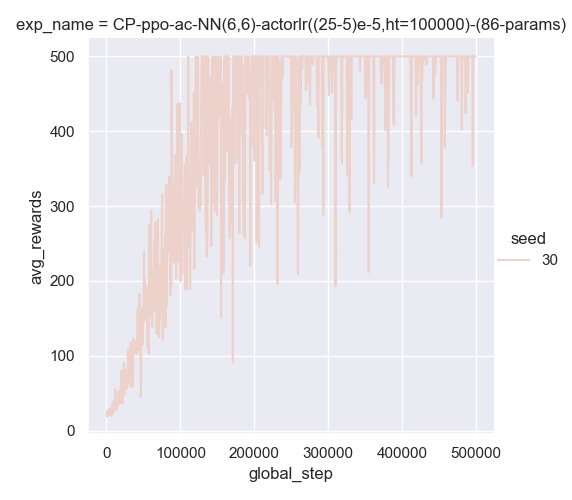 exp_name = CP-ppo-ac-NN(6,6)-actorlr((25-5)e-5,ht=100000)-(86-params)
500
400
300
200
100
0
avg_rewards
0 100000 200000 300000 400000 500000
global_step
seed
30